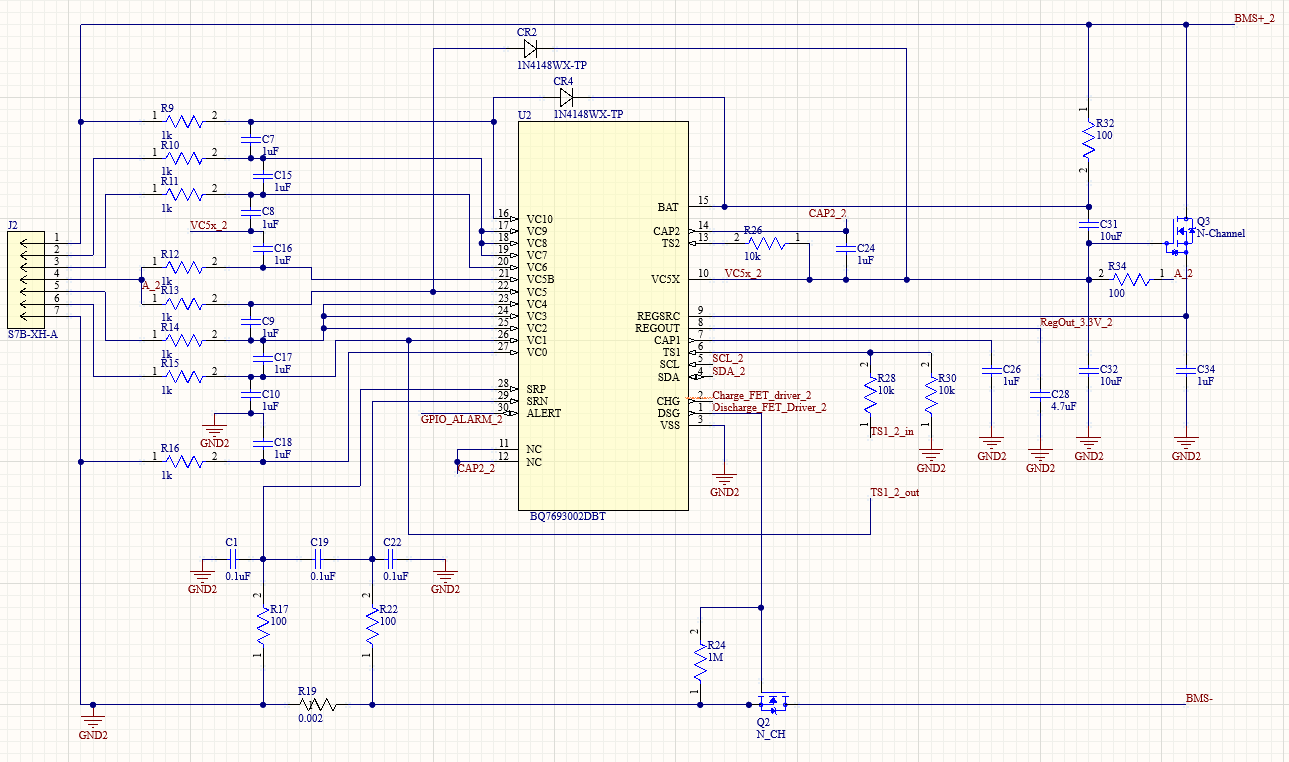 BMS+_2
CR2
1N4148WX-TP
CR4
1N4148WX-TP
U2
R9
1 2
1k
C7
1uF
R10
1 2
1k
C15
1uF
R11
1 2
1k
C8
1uF
VC5x_2
C16
1uF
R12
1 2
1k
A_2
R13
1 2
1k
C9
1uF
R14
1 2
1k
C17
1uF
R15
1 2
1k
C10
1uF
GND2
C18
1uF
R16
1 2
1k
J2
1
2
3
4
5
6
7
S7B-XH-A
16 VC10
17 VC9
18 VC8
19 VC7
20 VC6
21 VC5B
22 VC5
23 VC4
24 VC3
25 VC2
26 VC1
27 VC0
28 SRP
29 SRN
30 ALERT
GPIO_ALARM_2
11 NC
12 NC
CAP2_2
BQ7693002DBT
BAT 15
CAP2 14
TS2 13
VC5X 10
REGSRC 9
REGOUT 8
CAP1 7
TS1 6
SCL 5
SDA 4
CHG 2
DSG 1
VSS 3
SCL_2
SDA_2
Charge_FET_driver_2
Discharge_FET_Driver_2
GND2
CAP2_2
R26
2 1
10k
C24
1uF
VC5x_2
1
R32
100
2
C31
10uF
Q3
N-Channel
2 R34 1
100
A_2
RegOut_3.3V_2
2
R28
10k
1
TS1_2_in
2
R30
10k
1
GND2
C26
1uF
GND2
C28
4.7uF
GND2
C32
10uF
GND2
C34
1uF
GND2
TS1_2_out
C1
0.1uF
GND2
C19
0.1uF
C22
0.1uF
GND2
2
R17
100
1
2
R22
100
1
R19
0.002
GND2
2
R24
1M
1
Q2
N_CH
BMS-